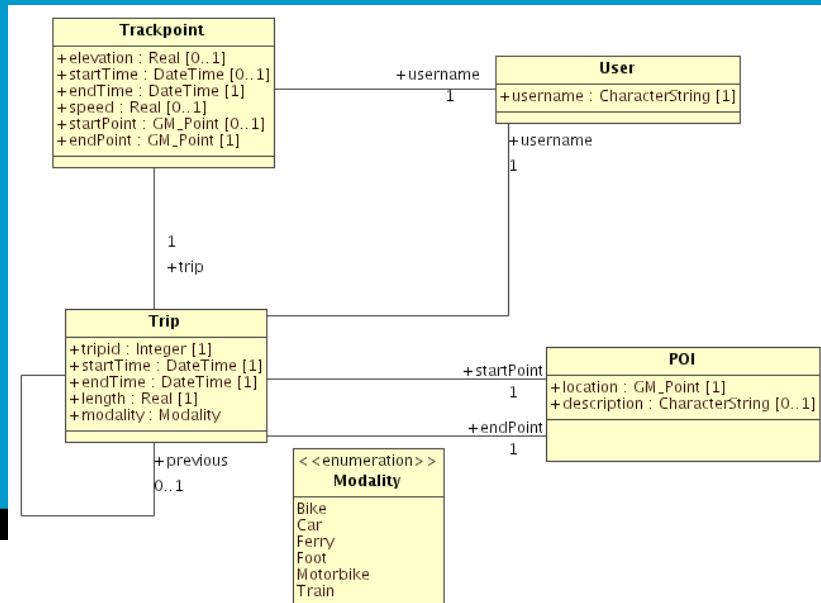 Trackpoint
+elevation : Real [0..1]
+startTime : DateTime [0..1]
+endTime : DateTime [1]
+speed : Real [0..1]
+startPoint : GM_Point [0..1]
+endPoint : GM_Point [1]
+username
1
User
+username : CharacterString [1]
+username
1
1
+trip
Trip
+tripid : Integer [1]
+startTime : DateTime [1]
+endTime : DateTime [1]
+length : Real [1]
+modality : Modality
+startPoint
1
+endPoint
1
POI
+location : GM_Point [1]
+description : CharacterString [0..1]
+previous
0..1
<<enumeration>>
Modality
Bike
Car
Ferry
Foot
Motorbike
Train